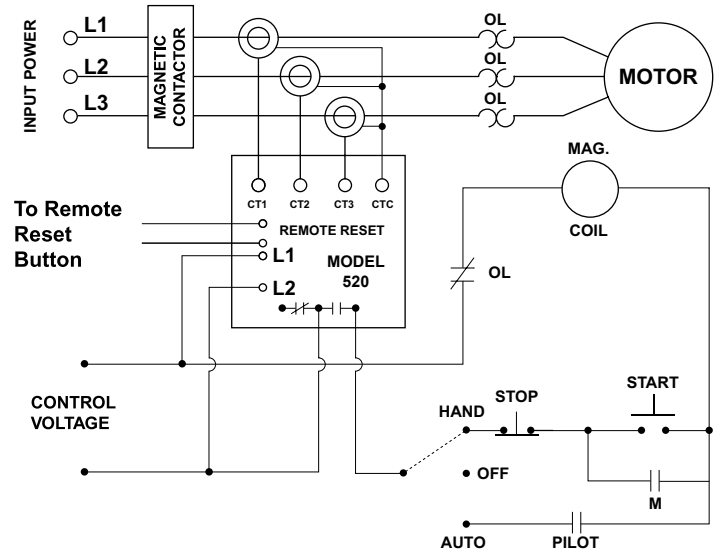 INPUT POWER
L1
L2
L3
MAGNETIC
CONTACTOR
OL
OL
OL
MOTOR
CT1
CT2
CT3
CTC
REMOTE RESET
L1
L2
MODEL
520
To Remote
Reset
Button
MAG.
COIL
OL
CONTROL
VOLTAGE
HAND
STOP
START
OFF
M
AUTO
PILOT